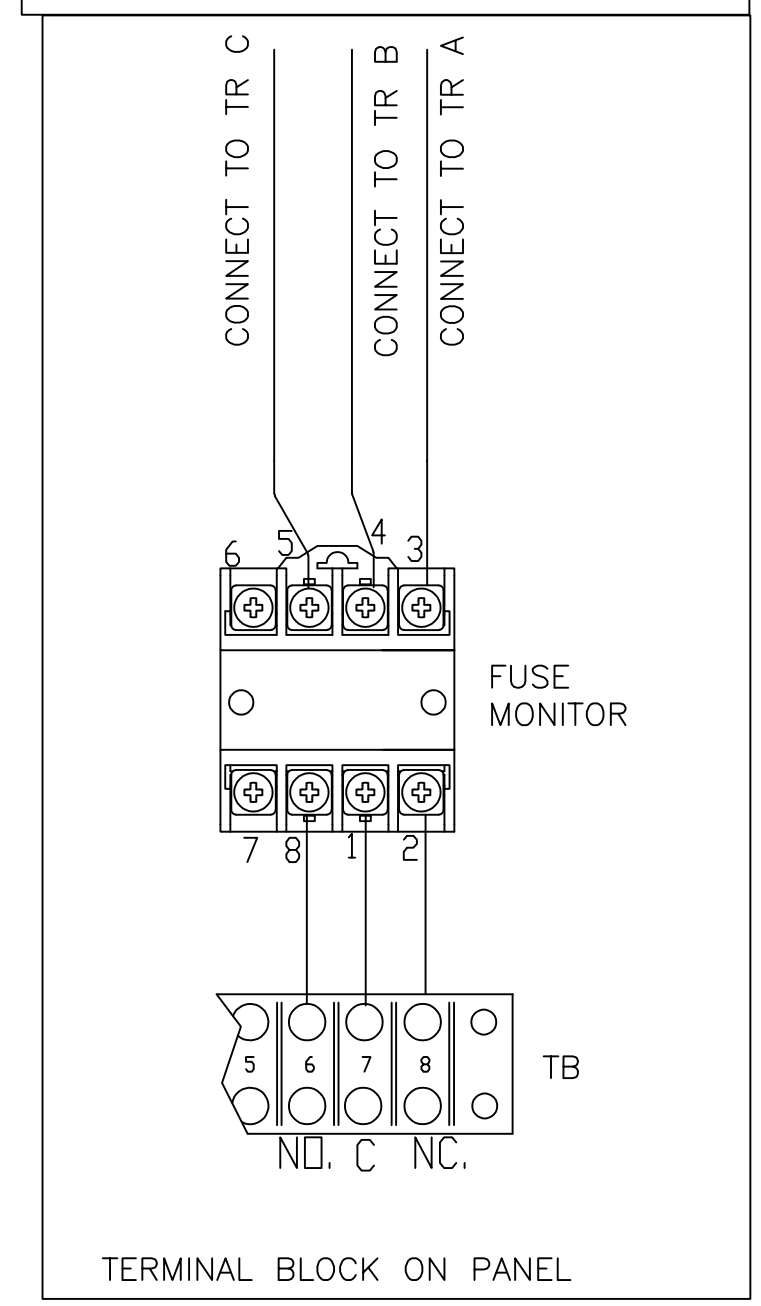 CONNECT TO TR C
CONNECT TO TR B
CONNECT TO TR A
6 5 4 3
FUSE
MONITOR
7 8 1 2
5 6 7 8
TB
NO. C NC.
TERMINAL BLOCK ON PANEL